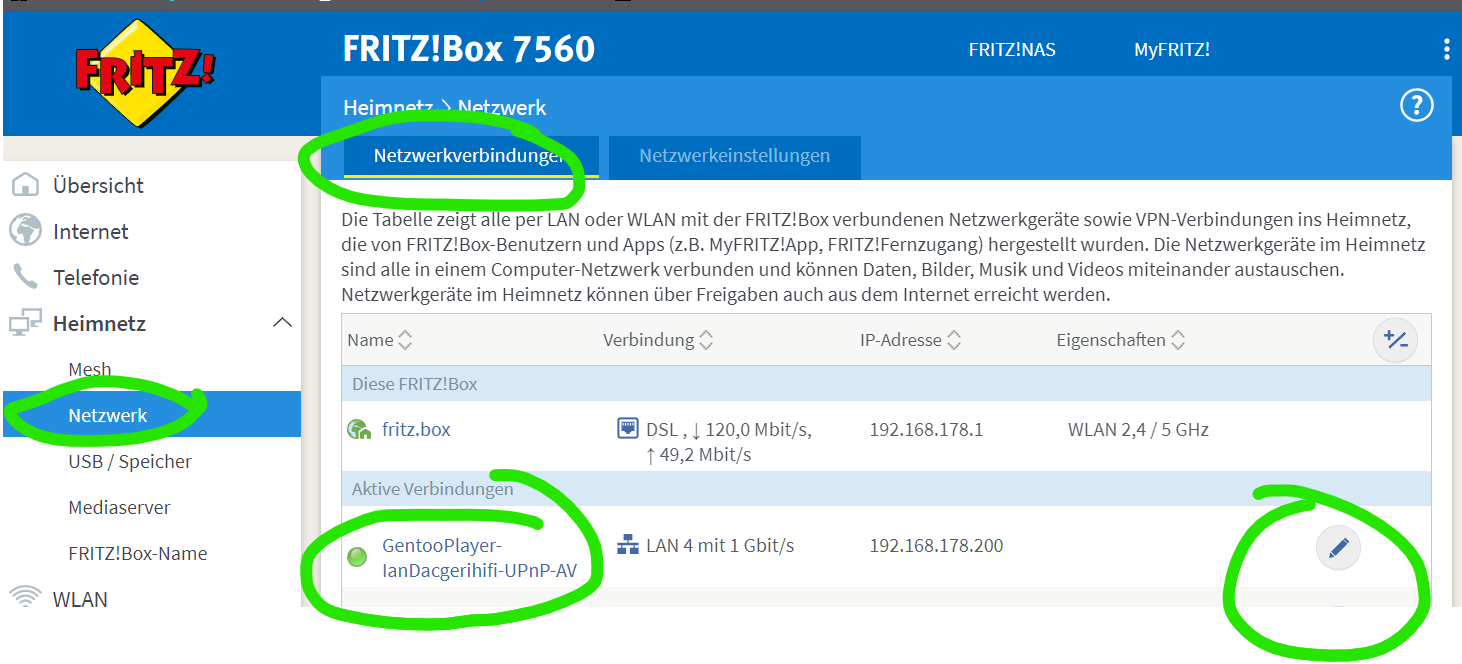 FRITZ!
FRITZ!Box 7560
FRITZ!NAS
MyFRITZ!
Heimnetz > Netzwerk
?
Netzwerkverbindungen
Netzwerkeinstellungen
Übersicht
Internet
Telefonie
Heimnetz
Mesh
Netzwerk
USB / Speicher
Mediaserver
FRITZ!Box-Name
WLAN
Die Tabelle zeigt alle per LAN oder WLAN mit der FRITZ!Box verbundenen Netzwerkgeräte sowie VPN-Verbindungen ins Heimnetz,
die von FRITZ!Box-Benutzern und Apps (z.B. MyFRITZ!App, FRITZ!Fernzugang) hergestellt wurden. Die Netzwerkgeräte im Heimnetz
sind alle in einem Computer-Netzwerk verbunden und können Daten, Bilder, Musik und Videos miteinander austauschen.
Netzwerkgeräte im Heimnetz können über Freigaben auch aus dem Internet erreicht werden.
Name Verbindung IP-Adresse Eigenschaften +/-
Diese FRITZ!Box
fritz.box DSL , ↓ 120,0 Mbit/s, 192.168.178.1 WLAN 2,4 / 5 GHz
↑ 49,2 Mbit/s
Aktive Verbindungen
GentooPlayer- LAN 4 mit 1 Gbit/s 192.168.178.200
IanDacgerihifi-UPnP-AV